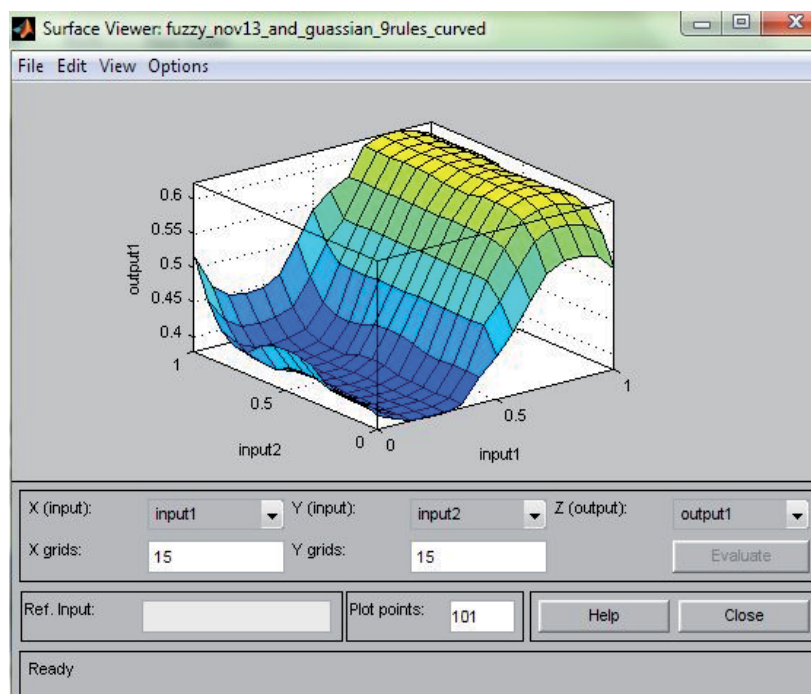 Surface Viewer: fuzzy_nov13_and_guassian_9rules_curved
File Edit View Options
0.6
0.55
0.5
0.45
0.4
output1
1
0.5
0
input2
0
0.5
1
input1
X (input): input1 Y (input): input2 Z (output): output1
X grids: 15 Y grids: 15 Evaluate
Ref. Input: Plot points: 101 Help Close
Ready